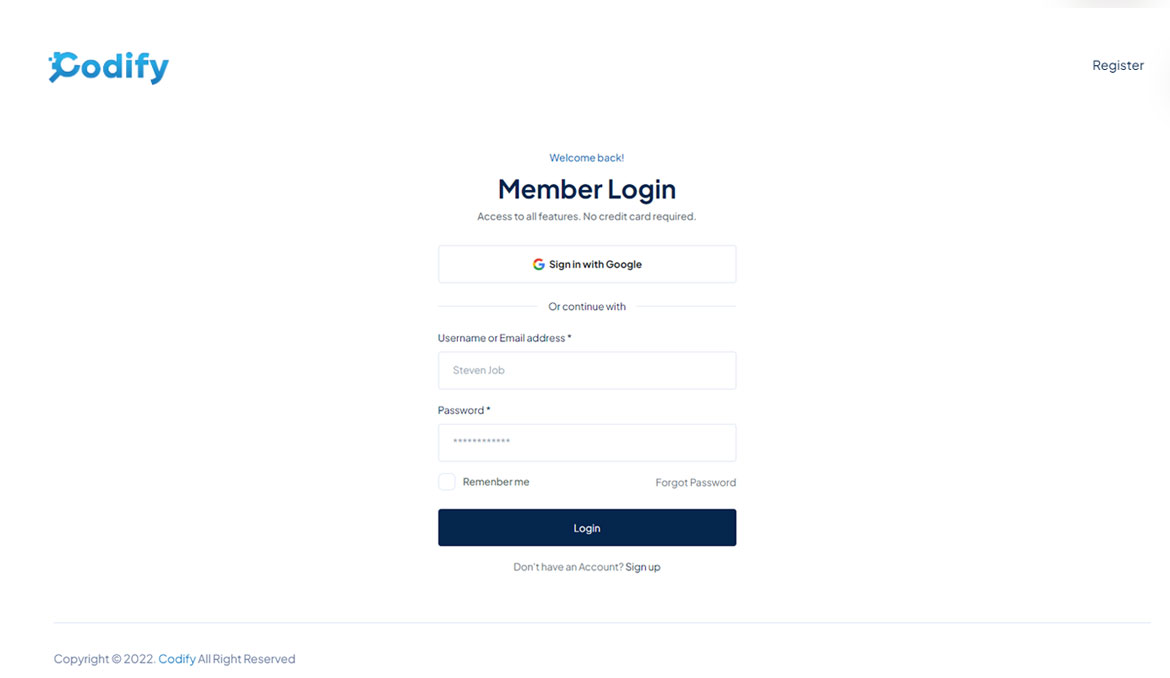 Codify
Register
Welcome back!
Member Login
Access to all features. No credit card required.
Sign in with Google
Or continue with
Username or Email address *
Steven Job
Password *
************
Remember me
Forgot Password
Login
Don't have an Account? Sign up
Copyright © 2022. Codify All Right Reserved